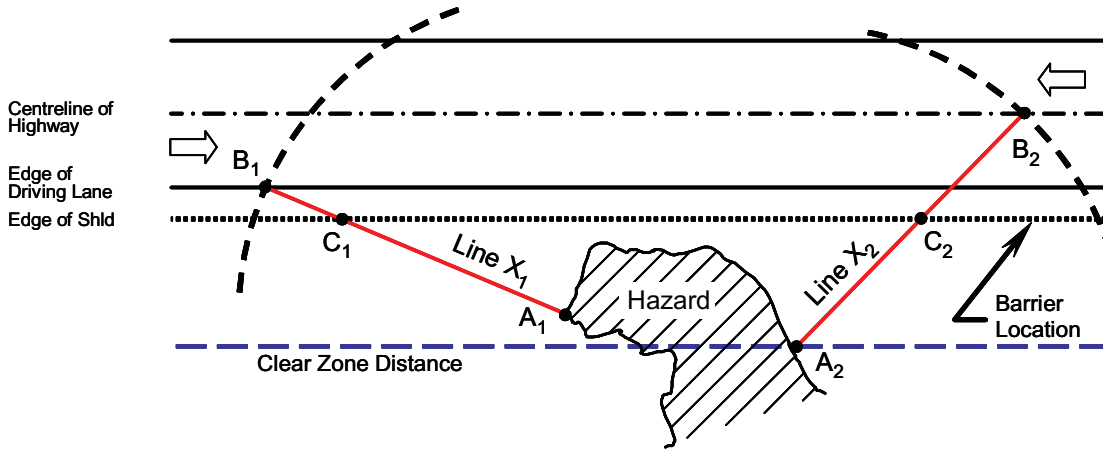 Centreline of
Highway
B₁
B₂
Edge of
Driving Lane
Edge of Shld
C₁
C₂
Line X₁
Line X₂
Hazard
A₁
Barrier
Location
Clear Zone Distance
A₂